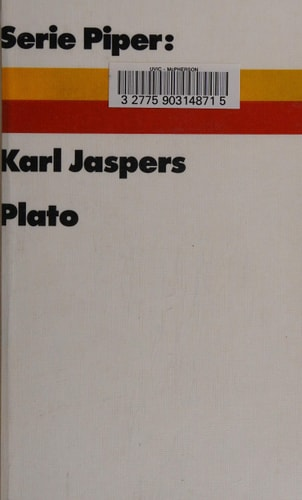 Serie Piper:
UVIC - McPHERSON
3 2775 90314871 5
Karl Jaspers
Plato